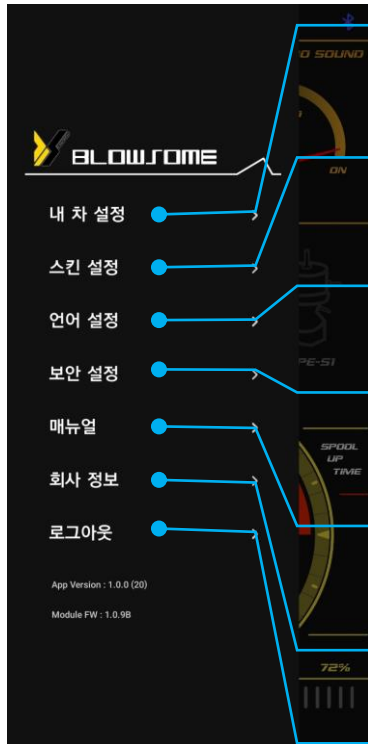 O SOUND
ON
BLOWSOME
내 차 설정
스킨 설정
언어 설정
보안 설정
PE-S1
매뉴얼
SPOOL
UP
TIME
회사 정보
로그아웃
App Version : 1.0.0 (20)
Module FW : 1.0.9B
72%